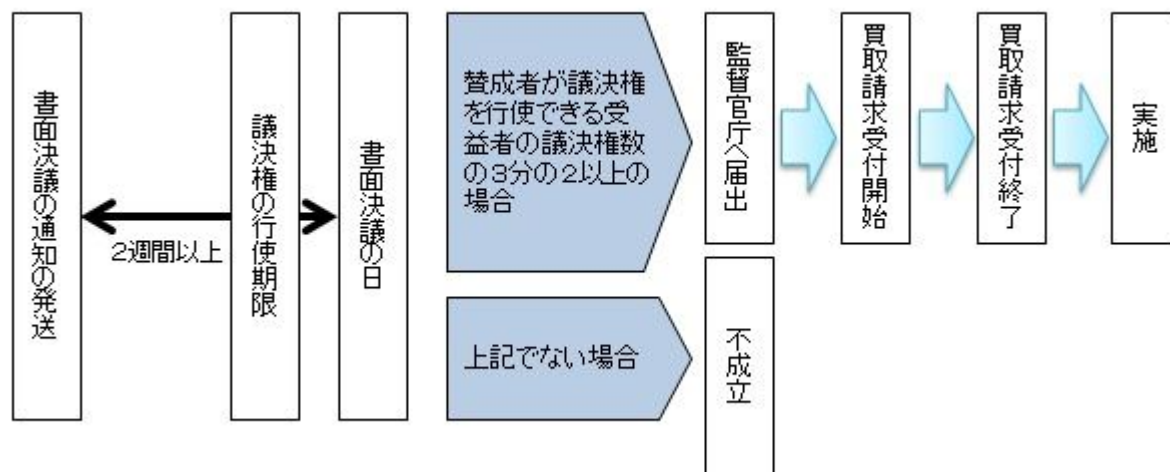 書面決議の通知の発送
2週間以上
議決権の行使期限
書面決議の日
賛成者が議決権
を行使できる受
益者の議決権数
の3分の2以上の
場合
上記でない場合
監督官庁へ届出
不成立
買取請求受付開始
買取請求受付終了
実施